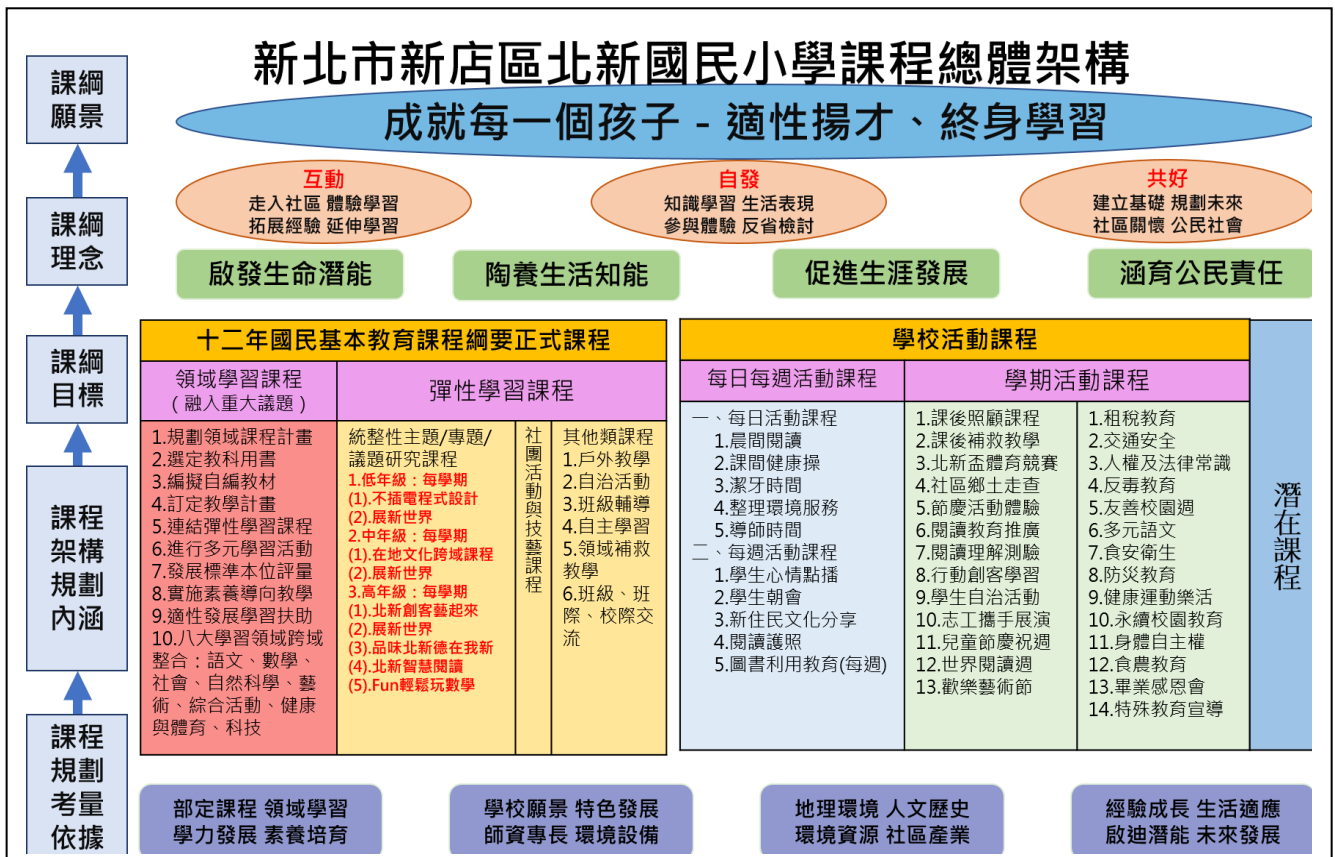 新北市新店區北新國民小學課程總體架構
成就每一個孩子 - 適性揚才、終身學習
課綱
願景
課綱
理念
課綱
目標
課程
架構
規劃
內涵
課程
規劃
考量
依據
互動
走入社區 體驗學習
拓展經驗 延伸學習
自發
知識學習 生活表現
參與體驗 反省檢討
共好
建立基礎 規劃未來
社區關懷 公民社會
啟發生命潛能
陶養生活知能
促進生涯發展
涵育公民責任
十二年國民基本教育課程綱要正式課程
領域學習課程
(融入重大議題)
彈性學習課程
1.規劃領域課程計畫
2.選定教科用書
3.編擬自編教材
4.訂定教學計畫
5.連結彈性學習課程
6.進行多元學習活動
7.發展標準本位評量
8.實施素養導向教學
9.適性發展學習扶助
10.八大學習領域跨域
整合：語文、數學、
社會、自然科學、藝
術、綜合活動、健康
與體育、科技
統整性主題/專題/
議題研究課程
1.低年級：每學期
(1).不插電程式設計
(2).展新世界
2.中年級：每學期
(1).在地文化跨域課程
(2).展新世界
3.高年級：每學期
(1).北新創客藝起來
(2).展新世界
(3).品味北新德在我新
(4).北新智慧閱讀
(5).Fun輕鬆玩數學
社團活動與技藝課程
其他類課程
1.戶外教學
2.自治活動
3.班級輔導
4.自主學習
5.領域補救
教學
6.班級、班
際、校際交
流
學校活動課程
每日每週活動課程
學期活動課程
一、每日活動課程
1.晨間閱讀
2.課間健康操
3.潔牙時間
4.整理環境服務
5.導師時間
二、每週活動課程
1.學生心情點播
2.學生朝會
3.新住民文化分享
4.閱讀護照
5.圖書利用教育(每週)
1.課後照顧課程
2.課後補救教學
3.北新盃體育競賽
4.社區鄉土走查
5.節慶活動體驗
6.閱讀教育推廣
7.閱讀理解測驗
8.行動創客學習
9.學生自治活動
10.志工攜手展演
11.兒童節慶祝週
12.世界閱讀週
13.歡樂藝術節
1.租稅教育
2.交通安全
3.人權及法律常識
4.反毒教育
5.友善校園週
6.多元語文
7.食安衛生
8.防災教育
9.健康運動樂活
10.永續校園教育
11.身體自主權
12.食農教育
13.畢業感恩會
14.特殊教育宣導
潛在課程
部定課程 領域學習
學力發展 素養培育
學校願景 特色發展
師資專長 環境設備
地理環境 人文歷史
環境資源 社區產業
經驗成長 生活適應
啟迪潛能 未來發展